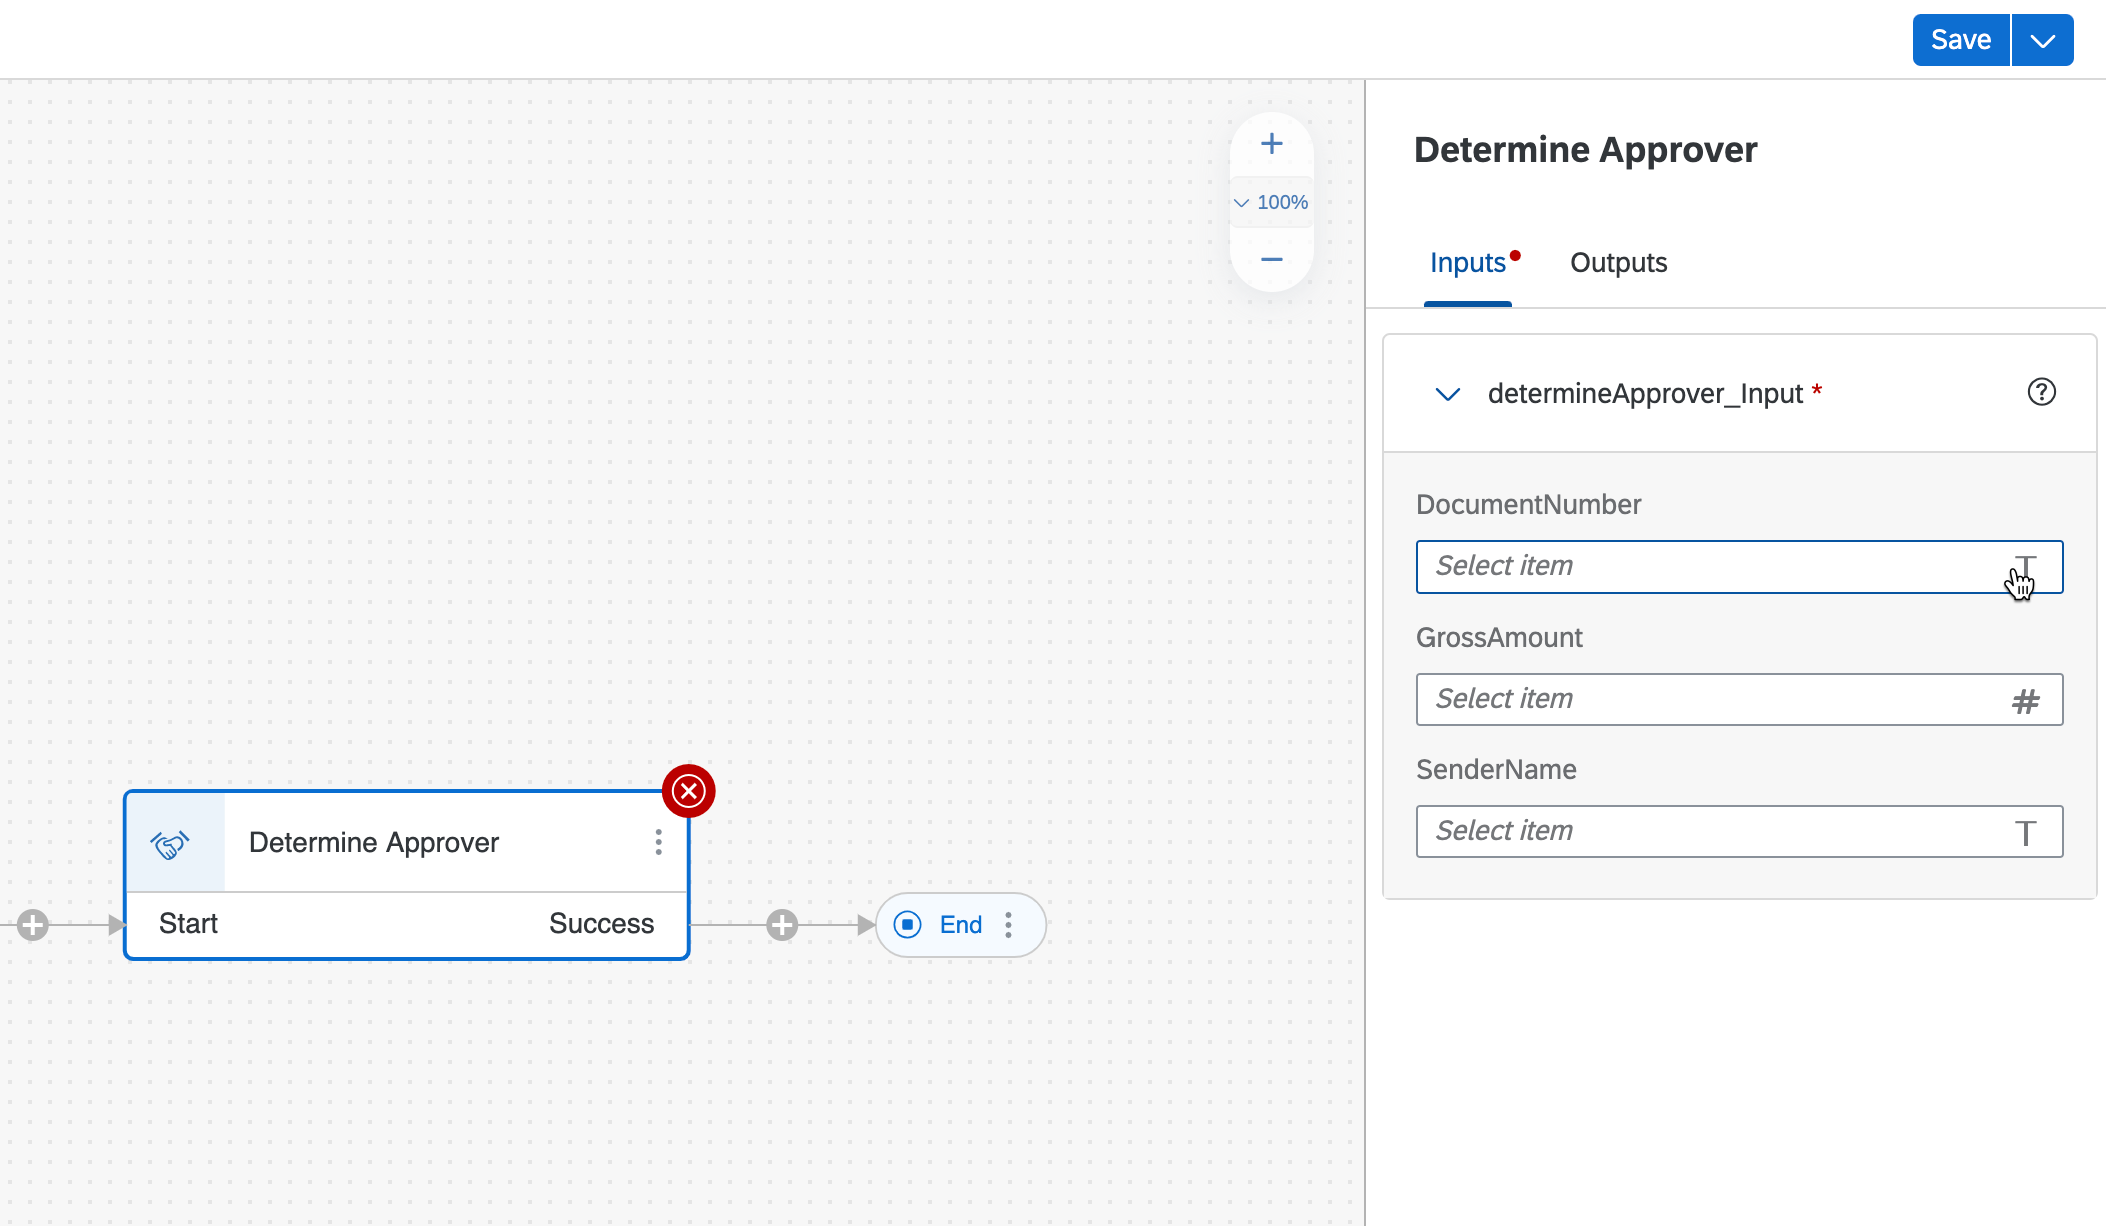 Save
100%
Determine Approver
Inputs Outputs
determineApprover_Input *
DocumentNumber
Select item
GrossAmount
Select item #
SenderName
Select item T
Determine Approver
Start Success
End